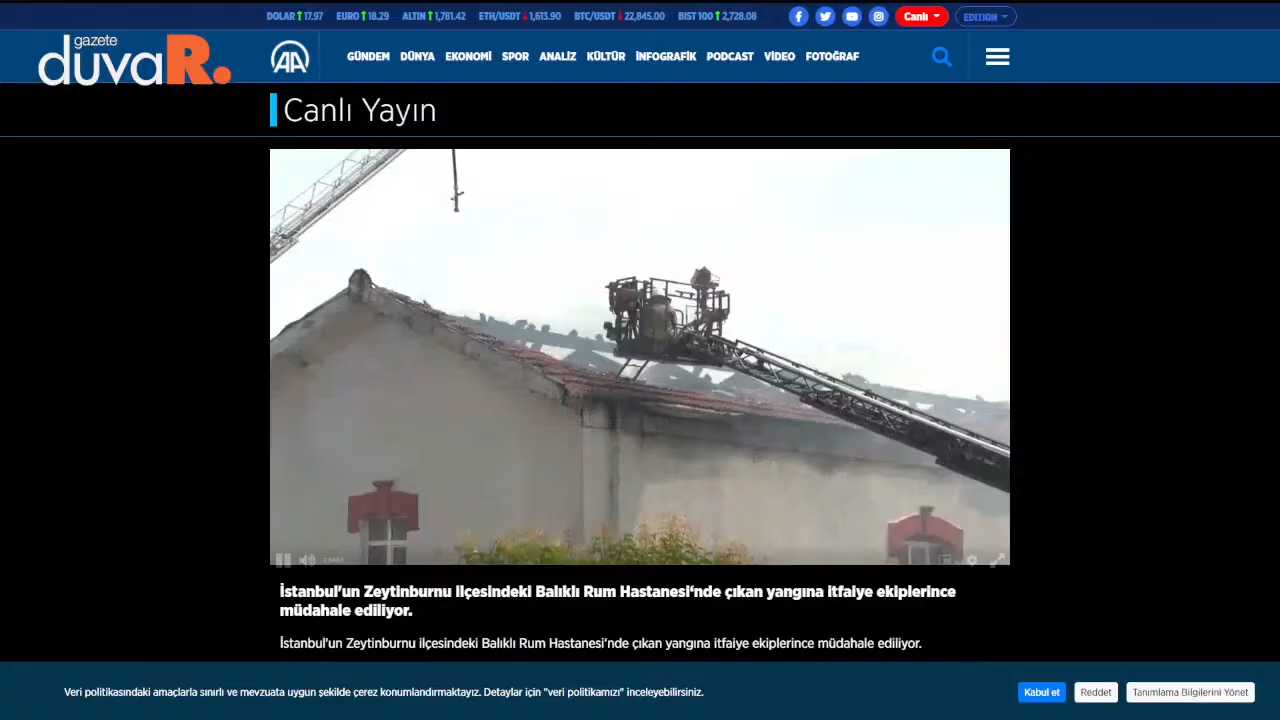 DOLAR 17.97 EURO 18.29 ALTIN 1,781.42 ETH/USDT 1,613.90 BTC/USDT 22,845.00 BIST 100 2,728.08 Canlı EDITION
gazete
duvaR.
AA GÜNDEM DÜNYA EKONOMİ SPOR ANALİZ KÜLTÜR İNFOGRAFİK PODCAST VİDEO FOTOĞRAF
Canlı Yayın
CANLI
İstanbul'un Zeytinburnu ilçesindeki Balıklı Rum Hastanesi‘nde çıkan yangına itfaiye ekiplerince
müdahale ediliyor.
İstanbul'un Zeytinburnu ilçesindeki Balıklı Rum Hastanesi‘nde çıkan yangına itfaiye ekiplerince müdahale ediliyor.
Veri politikasındaki amaçlarla sınırlı ve mevzuata uygun şekilde çerez konumlandırmaktayız. Detaylar için "veri politikamızı" inceleyebilirsiniz. Kabul et Reddet Tanımlama Bilgilerini Yönet